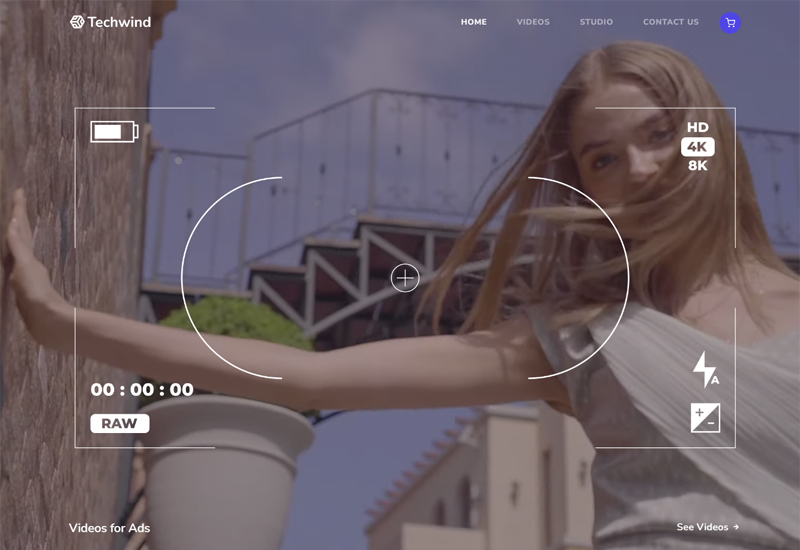 Techwind
HOME
VIDEOS
STUDIO
CONTACT US
HD
4K
8K
00 : 00 : 00
A
RAW
Videos for Ads
See Videos →